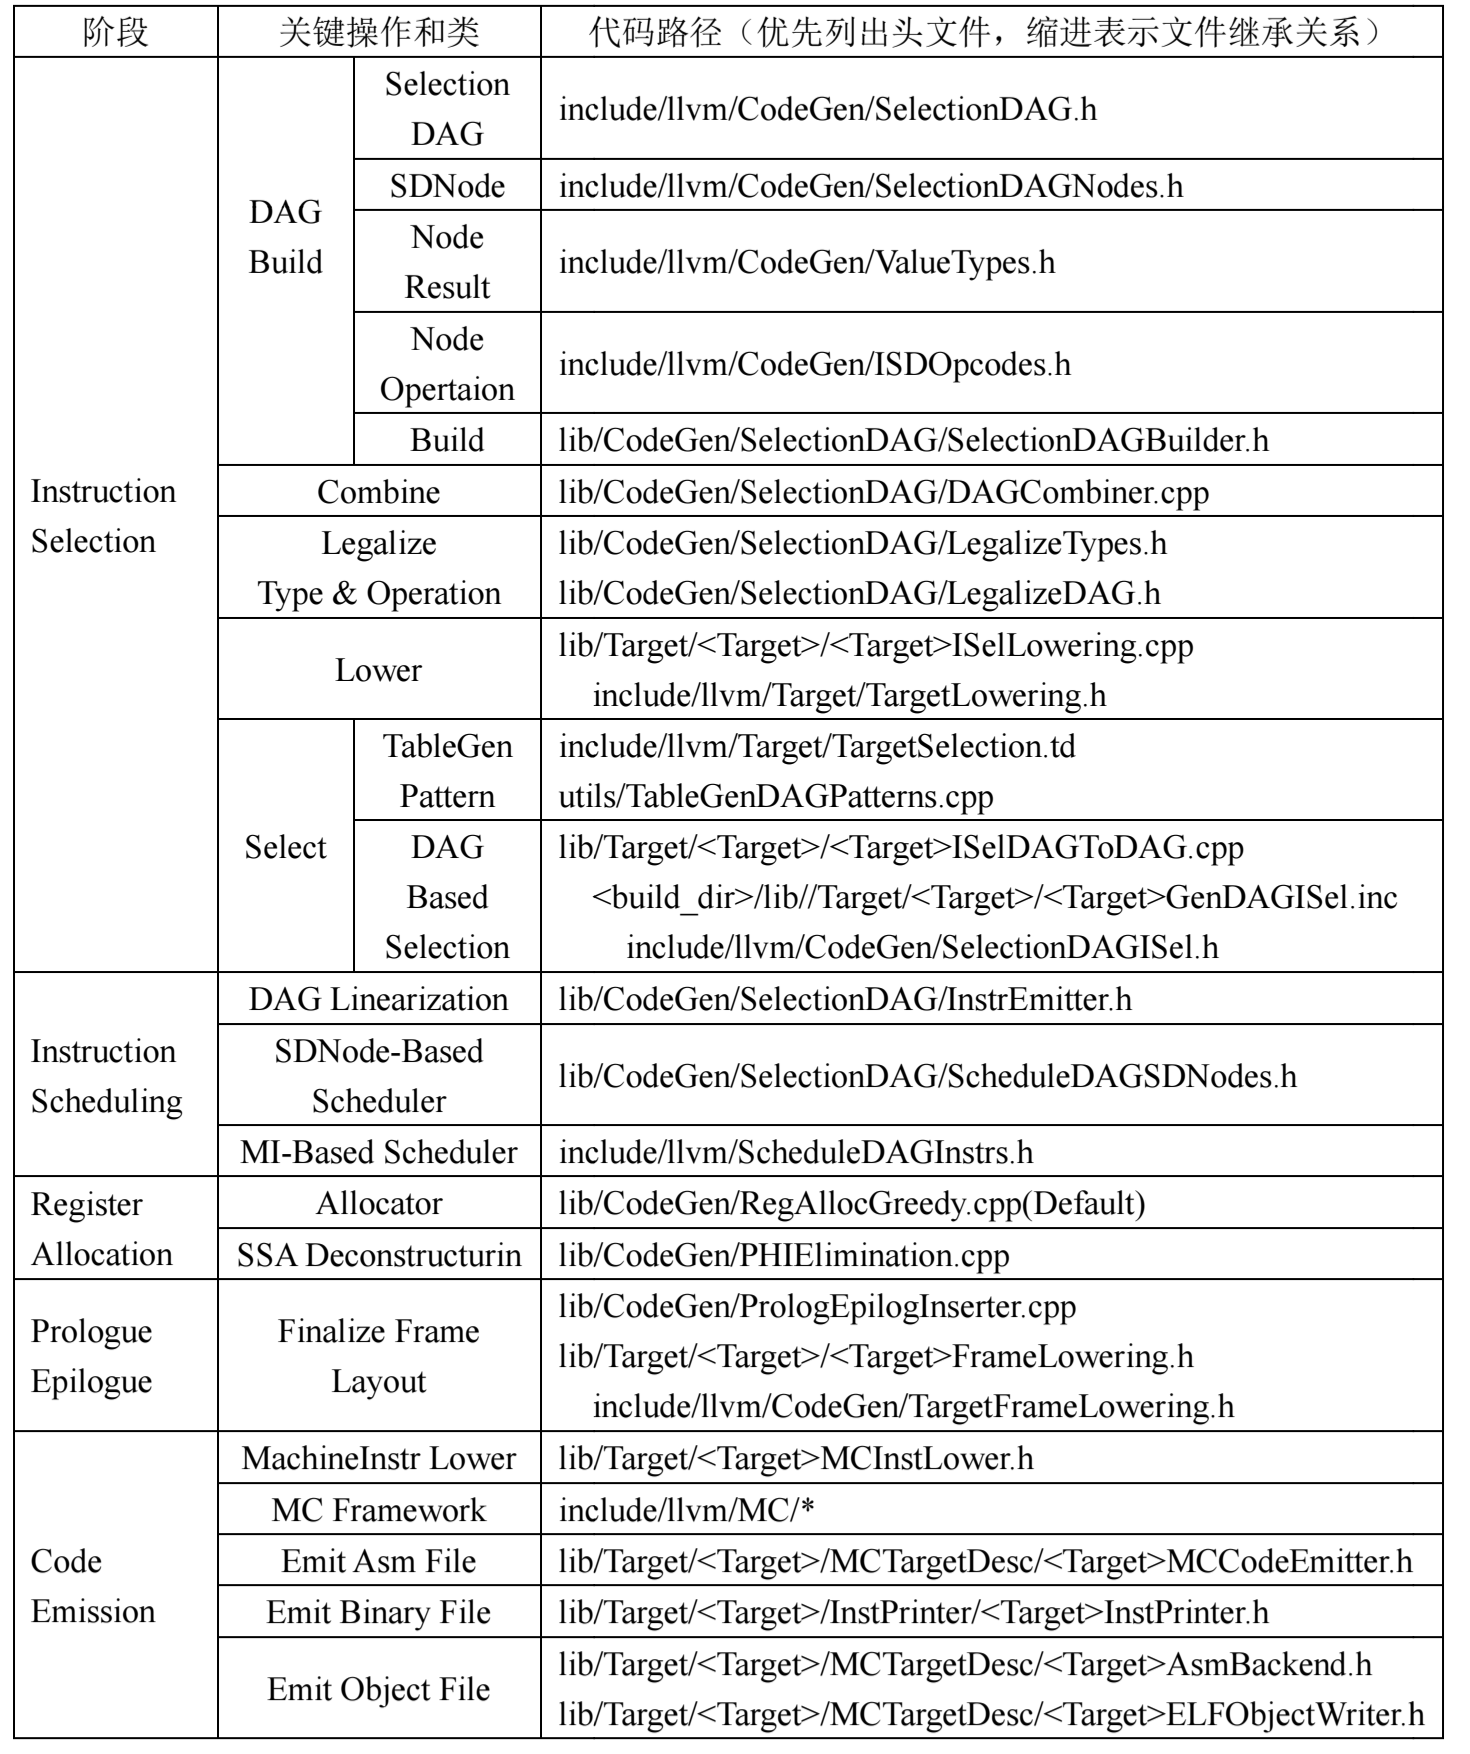 阶段
关键操作和类
代码路径（优先列出头文件，缩进表示文件继承关系）
Instruction
Selection
DAG
Build
Selection
DAG
include/llvm/CodeGen/SelectionDAG.h
SDNode
include/llvm/CodeGen/SelectionDAGNodes.h
Node
Result
include/llvm/CodeGen/ValueTypes.h
Node
Opertaion
include/llvm/CodeGen/ISDOpcodes.h
Build
lib/CodeGen/SelectionDAG/SelectionDAGBuilder.h
Combine
lib/CodeGen/SelectionDAG/DAGCombiner.cpp
Legalize
Type & Operation
lib/CodeGen/SelectionDAG/LegalizeTypes.h
lib/CodeGen/SelectionDAG/LegalizeDAG.h
Lower
lib/Target/<Target>/<Target>ISelLowering.cpp
include/llvm/Target/TargetLowering.h
Select
TableGen
Pattern
include/llvm/Target/TargetSelection.td
utils/TableGenDAGPatterns.cpp
DAG
Based
Selection
lib/Target/<Target>/<Target>ISelDAGToDAG.cpp
<build_dir>/lib//Target/<Target>/<Target>GenDAGISel.inc
include/llvm/CodeGen/SelectionDAGISel.h
Instruction
Scheduling
DAG Linearization
lib/CodeGen/SelectionDAG/InstrEmitter.h
SDNode-Based
Scheduler
lib/CodeGen/SelectionDAG/ScheduleDAGSDNodes.h
MI-Based Scheduler
include/llvm/ScheduleDAGInstrs.h
Register
Allocation
Allocator
lib/CodeGen/RegAllocGreedy.cpp(Default)
SSA Deconstructurin
lib/CodeGen/PHIElimination.cpp
Prologue
Epilogue
Finalize Frame
Layout
lib/CodeGen/PrologEpilogInserter.cpp
lib/Target/<Target>/<Target>FrameLowering.h
include/llvm/CodeGen/TargetFrameLowering.h
Code
Emission
MachineInstr Lower
lib/Target/<Target>MCInstLower.h
MC Framework
include/llvm/MC/*
Emit Asm File
lib/Target/<Target>/MCTargetDesc/<Target>MCCodeEmitter.h
Emit Binary File
lib/Target/<Target>/InstPrinter/<Target>InstPrinter.h
Emit Object File
lib/Target/<Target>/MCTargetDesc/<Target>AsmBackend.h
lib/Target/<Target>/MCTargetDesc/<Target>ELFObjectWriter.h